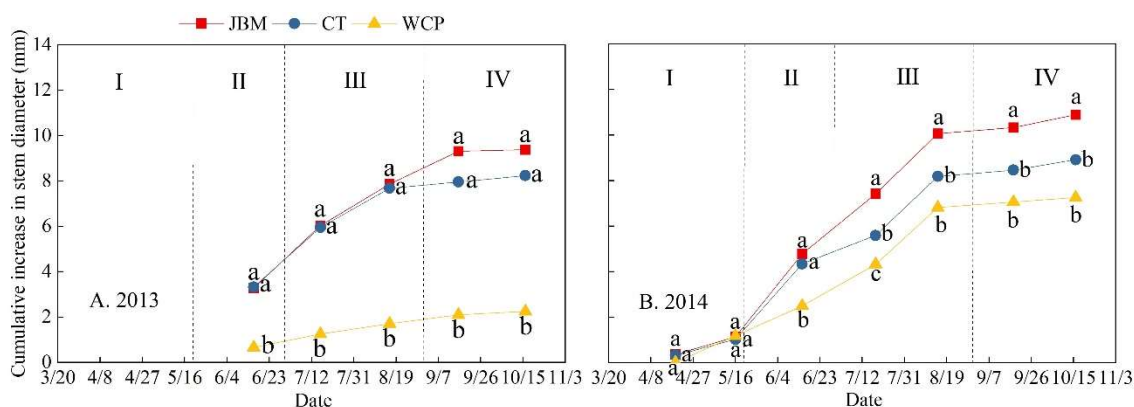 JBM CT WCP
Cumulative increase in stem diameter (mm)
14
12
10
8
6
4
2
0
I II III IV
a a a a a
a a a a a
b b b b b
A. 2013
3/20 4/8 4/27 5/16 6/4 6/23 7/12 7/31 8/19 9/7 9/26 10/15 11/3
Date
I II III IV
a a a a a a a
a a a b b b b
a a b c b b b
B. 2014
3/20 4/8 4/27 5/16 6/4 6/23 7/12 7/31 8/19 9/7 9/26 10/15 11/3
Date